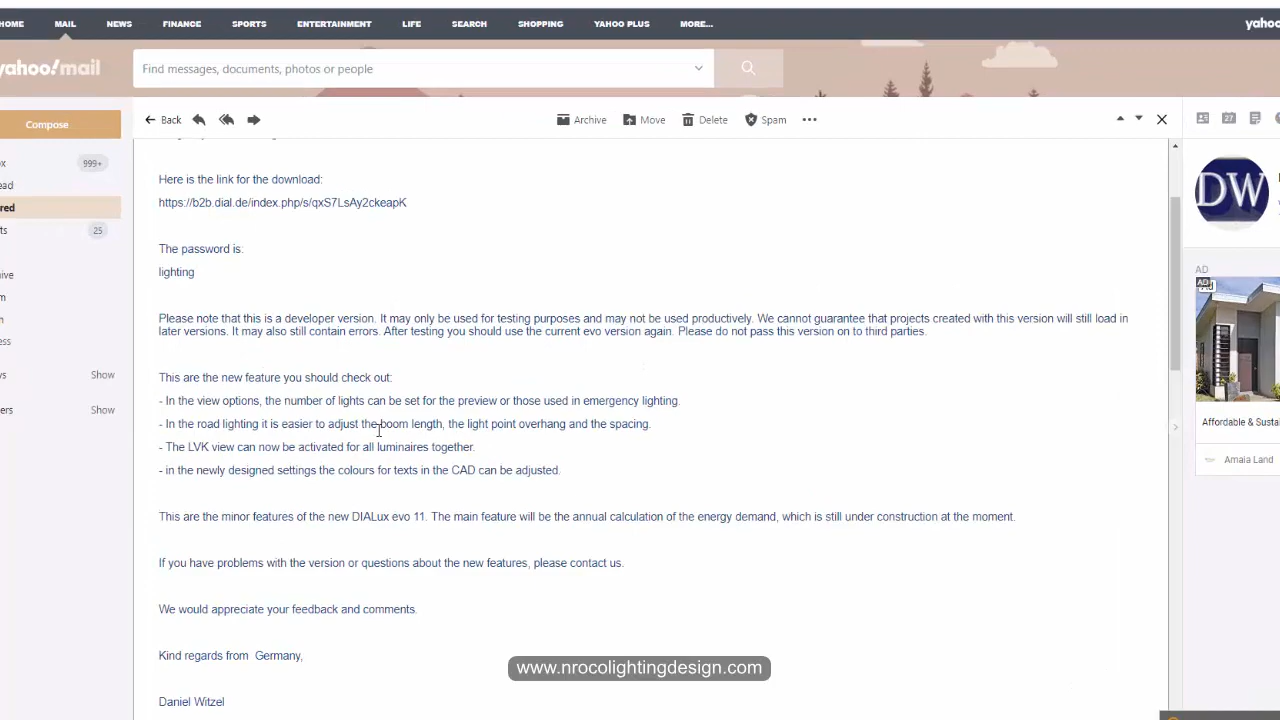 HOME MAIL NEWS FINANCE SPORTS ENTERTAINMENT LIFE SEARCH SHOPPING YAHOO PLUS MORE...
yahoo!mail
Find messages, documents, photos or people
Compose
Back Archive Move Delete Spam
27
999+
25
Show
Show
Here is the link for the download:
https://b2b.dial.de/index.php/s/qxS7LsAy2ckeapK
The password is:
lighting
Please note that this is a developer version. It may only be used for testing purposes and may not be used productively. We cannot guarantee that projects created with this version will still load in
later versions. It may also still contain errors. After testing you should use the current evo version again. Please do not pass this version on to third parties.
This are the new feature you should check out:
- In the view options, the number of lights can be set for the preview or those used in emergency lighting.
- In the road lighting it is easier to adjust the boom length, the light point overhang and the spacing.
- The LVK view can now be activated for all luminaires together.
- in the newly designed settings the colours for texts in the CAD can be adjusted.
This are the minor features of the new DIALux evo 11. The main feature will be the annual calculation of the energy demand, which is still under construction at the moment.
If you have problems with the version or questions about the new features, please contact us.
We would appreciate your feedback and comments.
Kind regards from Germany,
Daniel Witzel
DW
AD
Ad
Affordable & Sustai
Amaia Land
www.nrocolightingdesign.com